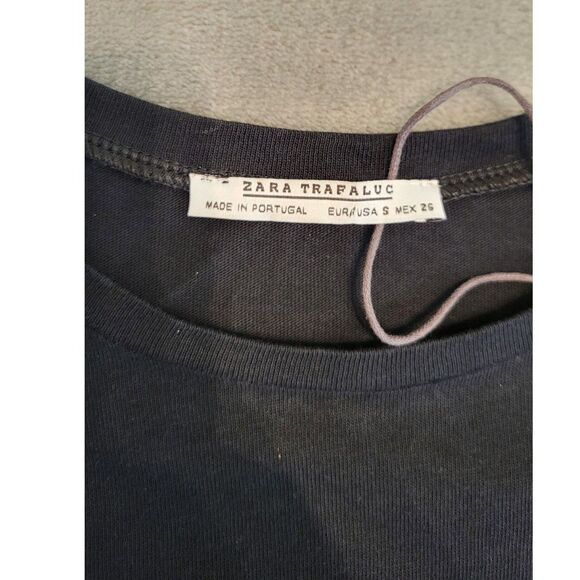 ZARA TRAFALUC
MADE IN PORTUGAL EUR/USA S MEX 26